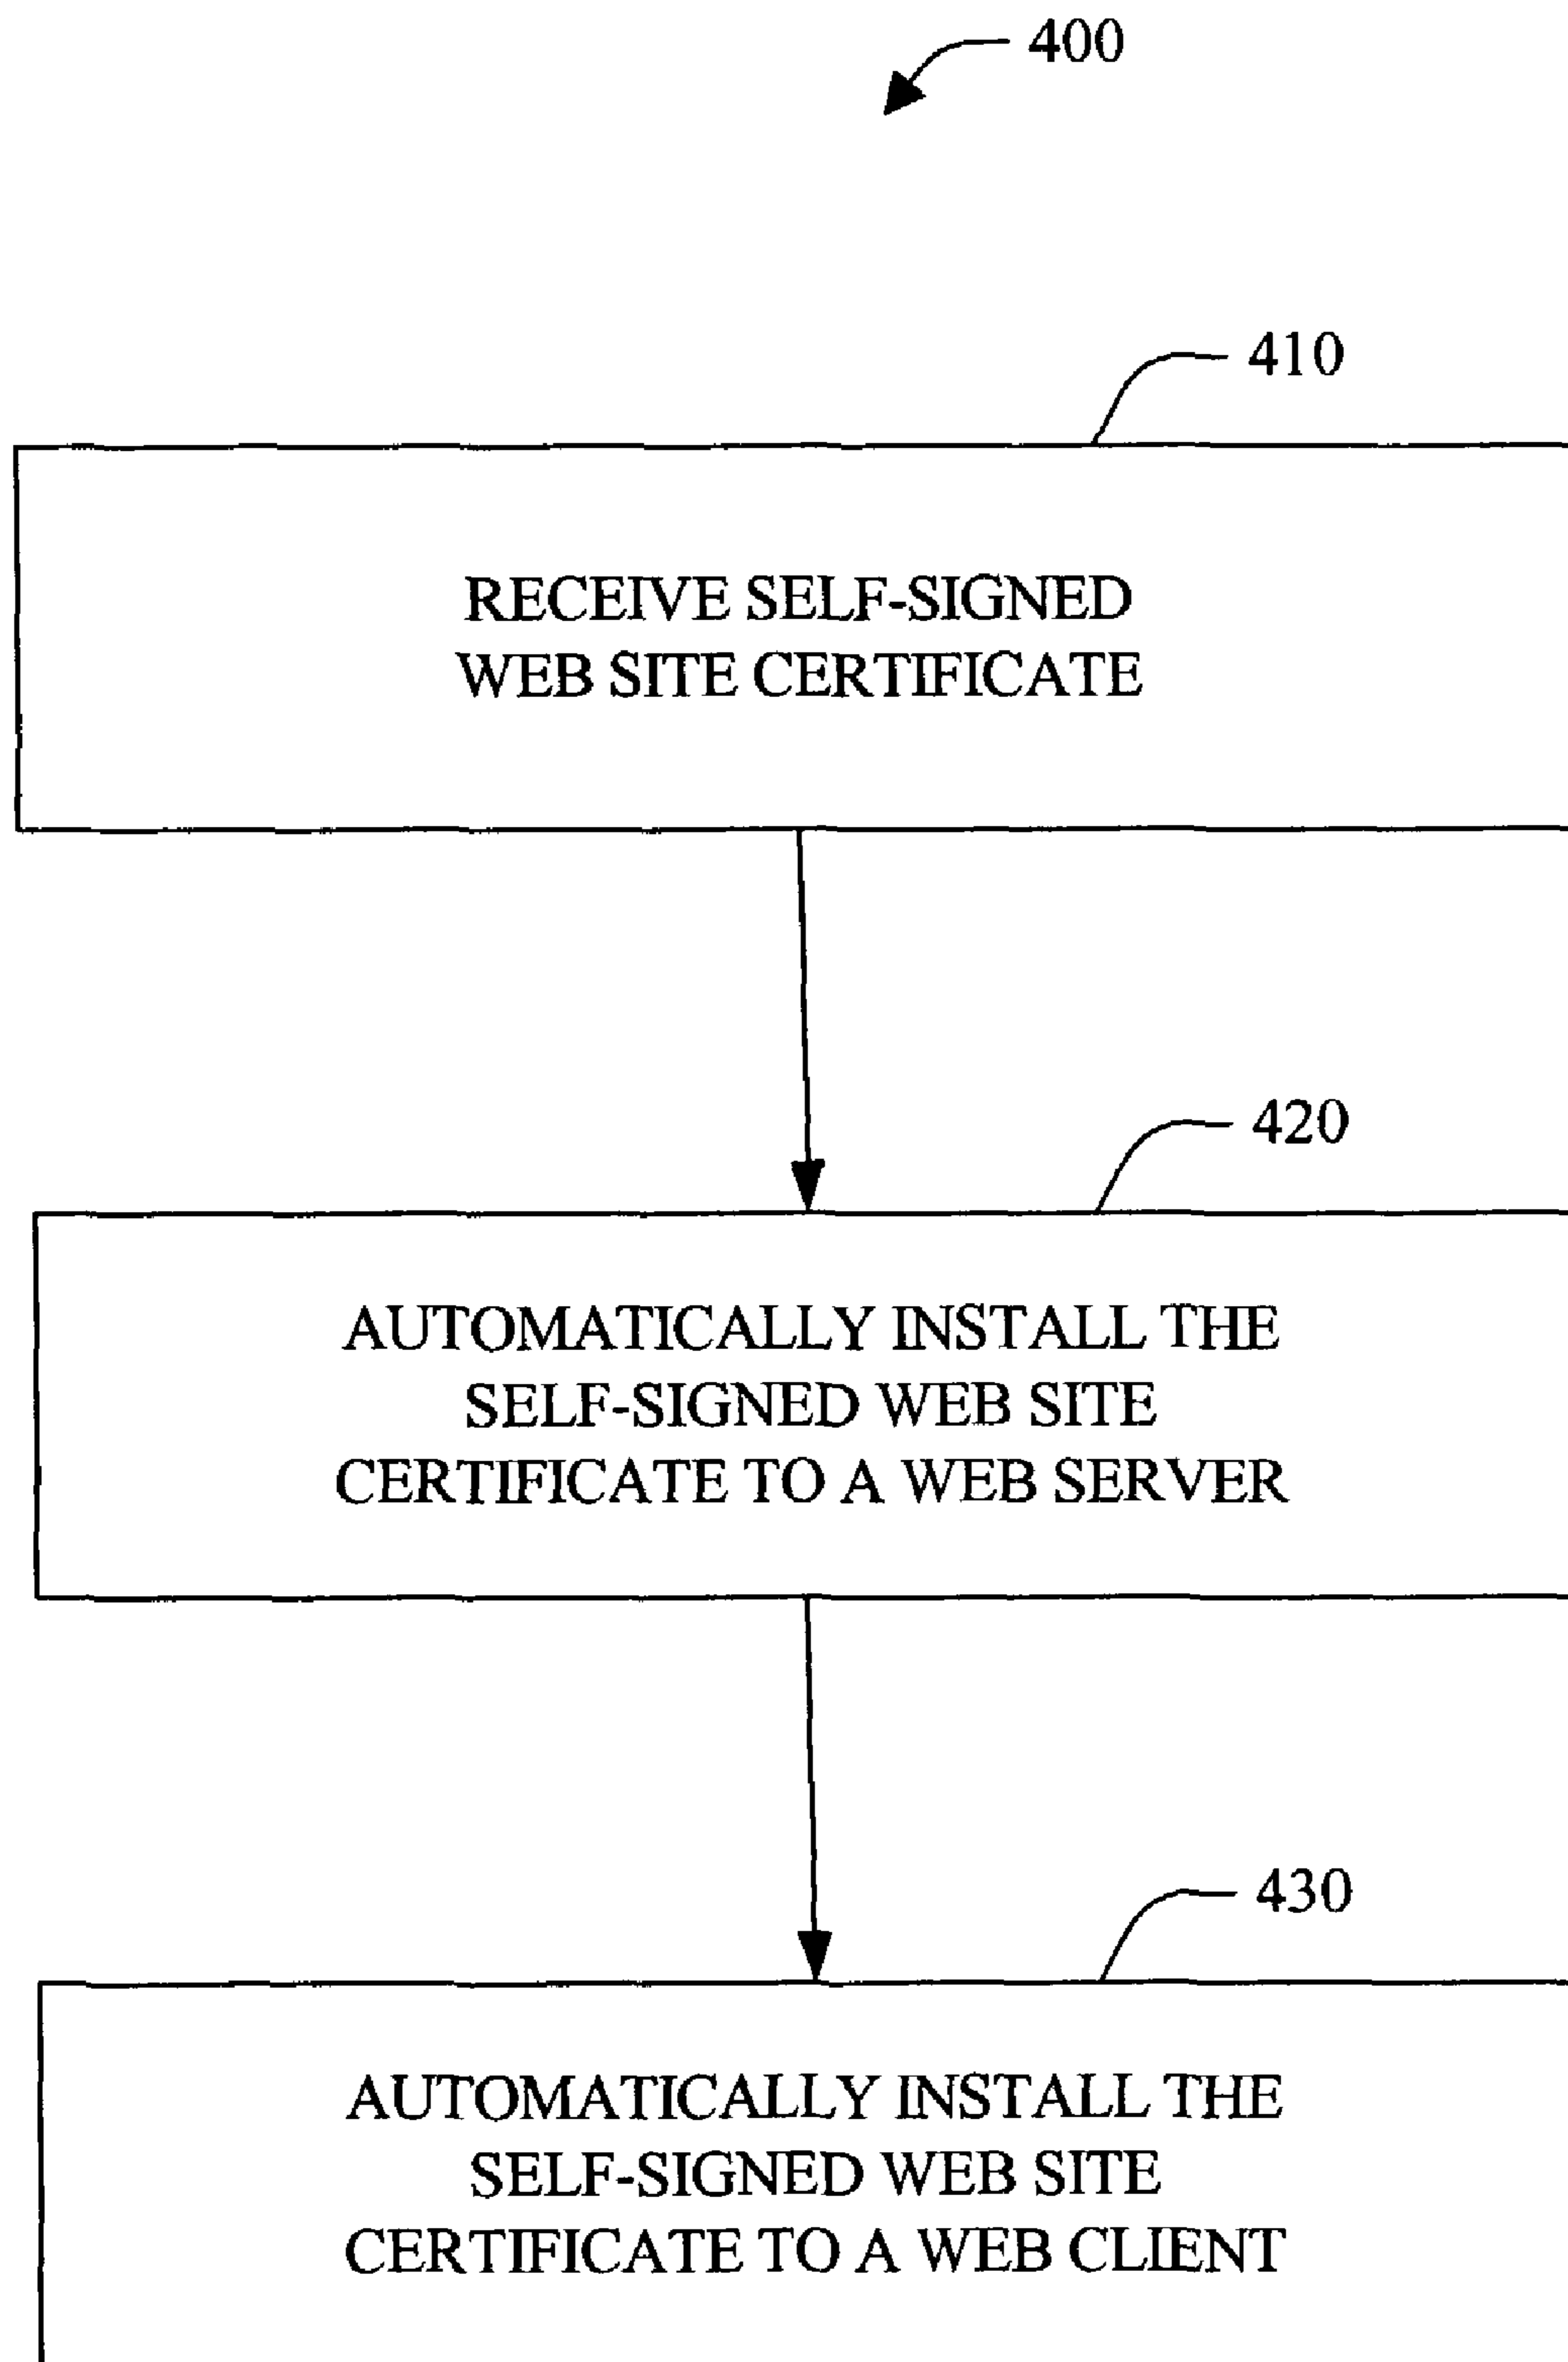 400
410
RECEIVE SELF-SIGNED
WEB SITE CERTIFICATE
420
AUTOMATICALLY INSTALL THE
SELF-SIGNED WEB SITE
CERTIFICATE TO A WEB SERVER
430
AUTOMATICALLY INSTALL THE
SELF-SIGNED WEB SITE
CERTIFICATE TO A WEB CLIENT